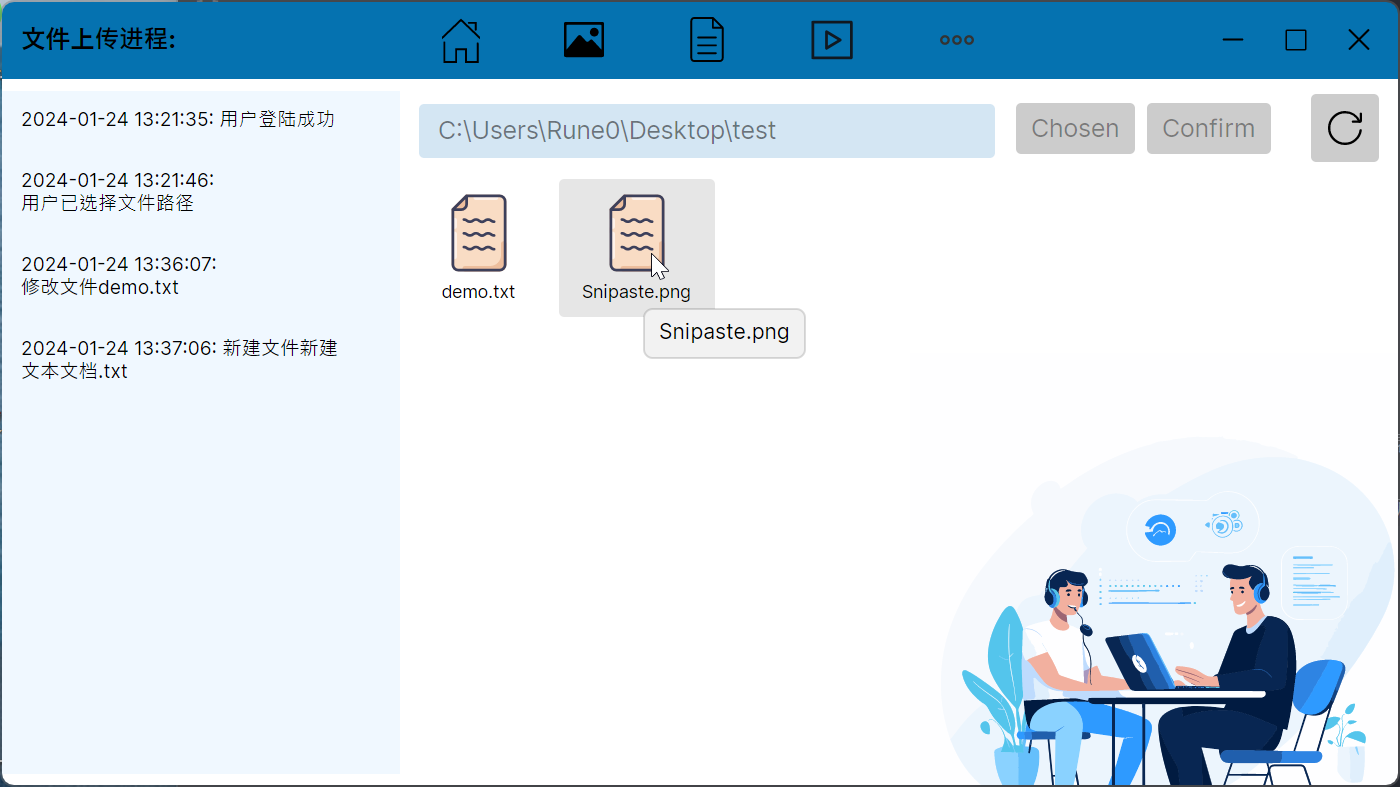 文件上传进程:
2024-01-24 13:21:35: 用户登陆成功
2024-01-24 13:21:46:
用户已选择文件路径
2024-01-24 13:36:07:
修改文件demo.txt
2024-01-24 13:37:06: 新建文件新建
文本文档.txt
C:\Users\Rune0\Desktop\test
Chosen
Confirm
demo.txt
Snipaste.png
Snipaste.png